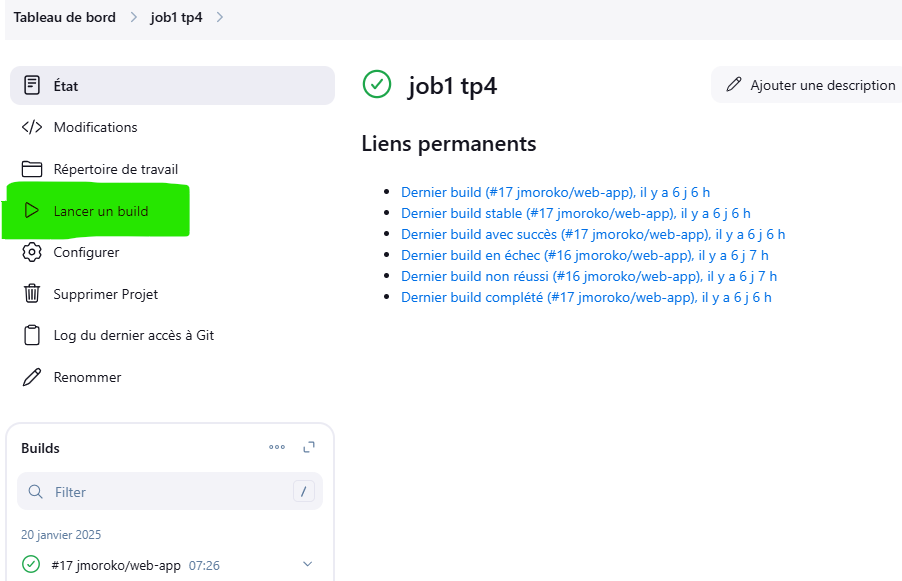 Tableau de bord > job1 tp4 >
État
Modifications
Répertoire de travail
Lancer un build
Configurer
Supprimer Projet
Log du dernier accès à Git
Renommer
job1 tp4
Ajouter une description
Liens permanents
Dernier build (#17 jmoroko/web-app), il y a 6 j 6 h
Dernier build stable (#17 jmoroko/web-app), il y a 6 j 6 h
Dernier build avec succès (#17 jmoroko/web-app), il y a 6 j 6 h
Dernier build en échec (#16 jmoroko/web-app), il y a 6 j 7 h
Dernier build non réussi (#16 jmoroko/web-app), il y a 6 j 7 h
Dernier build complété (#17 jmoroko/web-app), il y a 6 j 6 h
Builds
Filter /
20 janvier 2025
#17 jmoroko/web-app 07:26